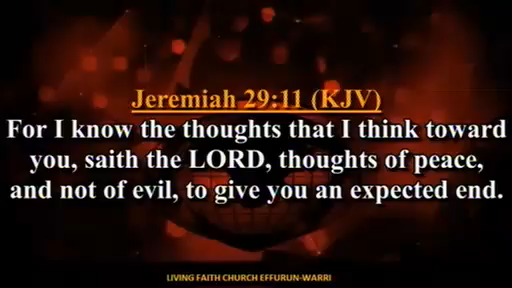 Jeremiah 29:11 (KJV)
For I know the thoughts that I think toward
you, saith the LORD, thoughts of peace,
and not of evil, to give you an expected end.
LIVING FAITH CHURCH EFFURUN-WARRI